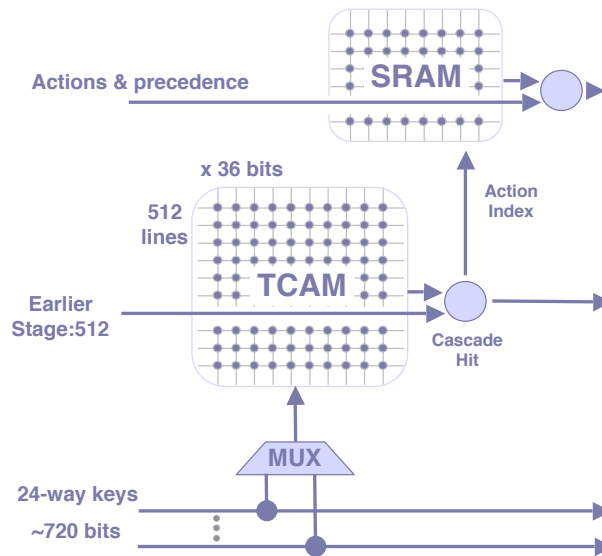 SRAM
Actions & precedence
x 36 bits
512
lines
Action
Index
TCAM
Earlier
Stage:512
Cascade
Hit
MUX
24-way keys
~720 bits